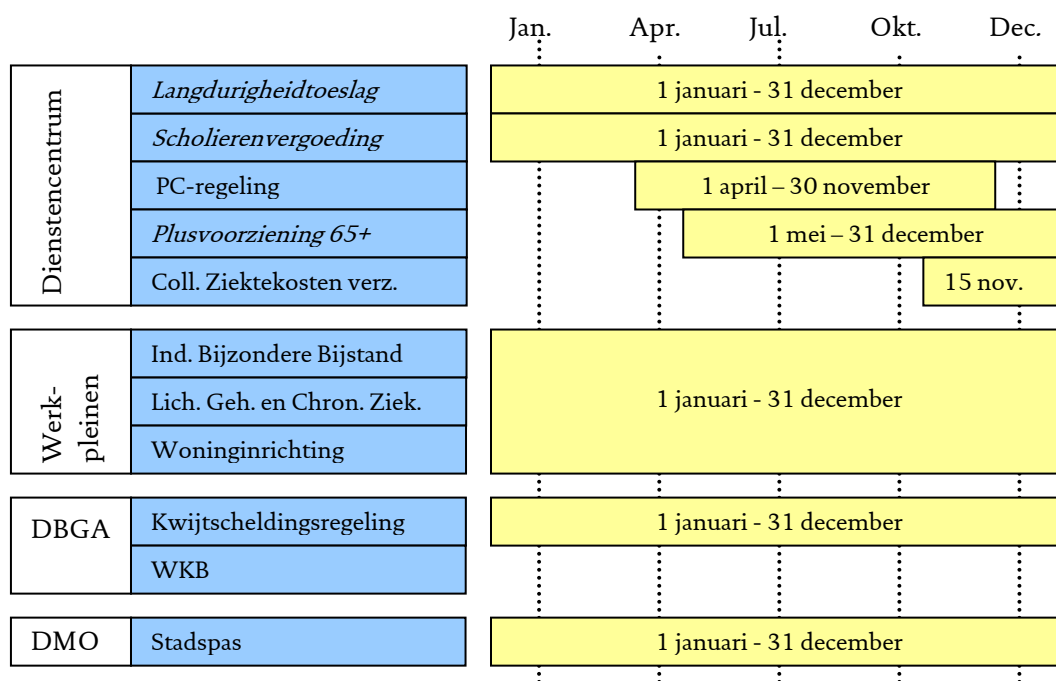 Jan. Apr. Jul. Okt. Dec.
Dienstencentrum
Langdurigheidtoeslag 1 januari - 31 december
Scholierenvergoeding 1 januari - 31 december
PC-regeling 1 april – 30 november
Plusvoorziening 65+ 1 mei – 31 december
Coll. Ziektekosten verz. 15 nov.
Werk-
pleinen
Ind. Bijzondere Bijstand
Lich. Geh. en Chron. Ziek. 1 januari - 31 december
Woninginrichting
DBGA Kwijtscheldingsregeling 1 januari - 31 december
WKB
DMO Stadspas 1 januari - 31 december